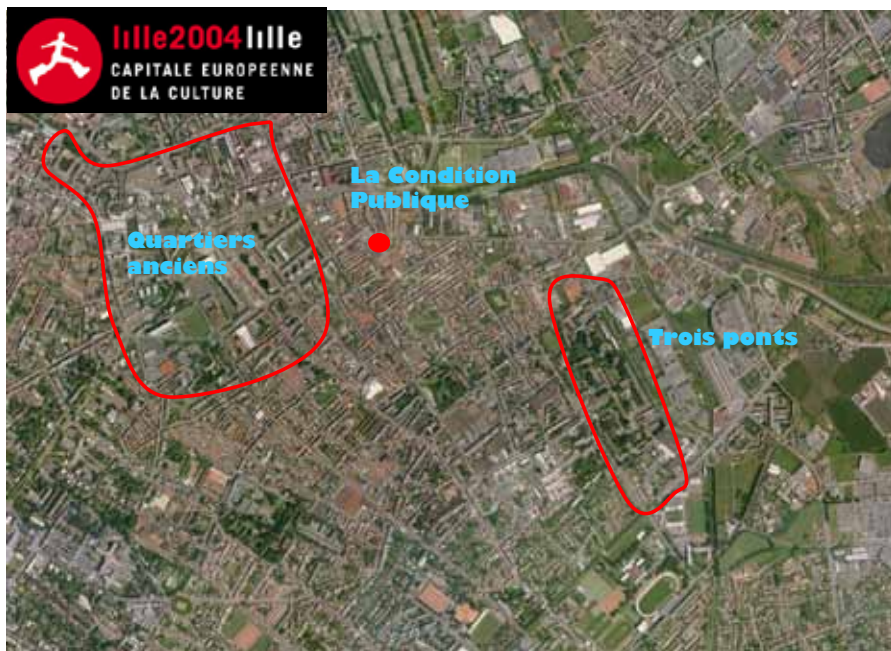 lille2004lille
CAPITALE EUROPEENNE
DE LA CULTURE
La Condition
Publique
Quartiers
anciens
Trois ponts